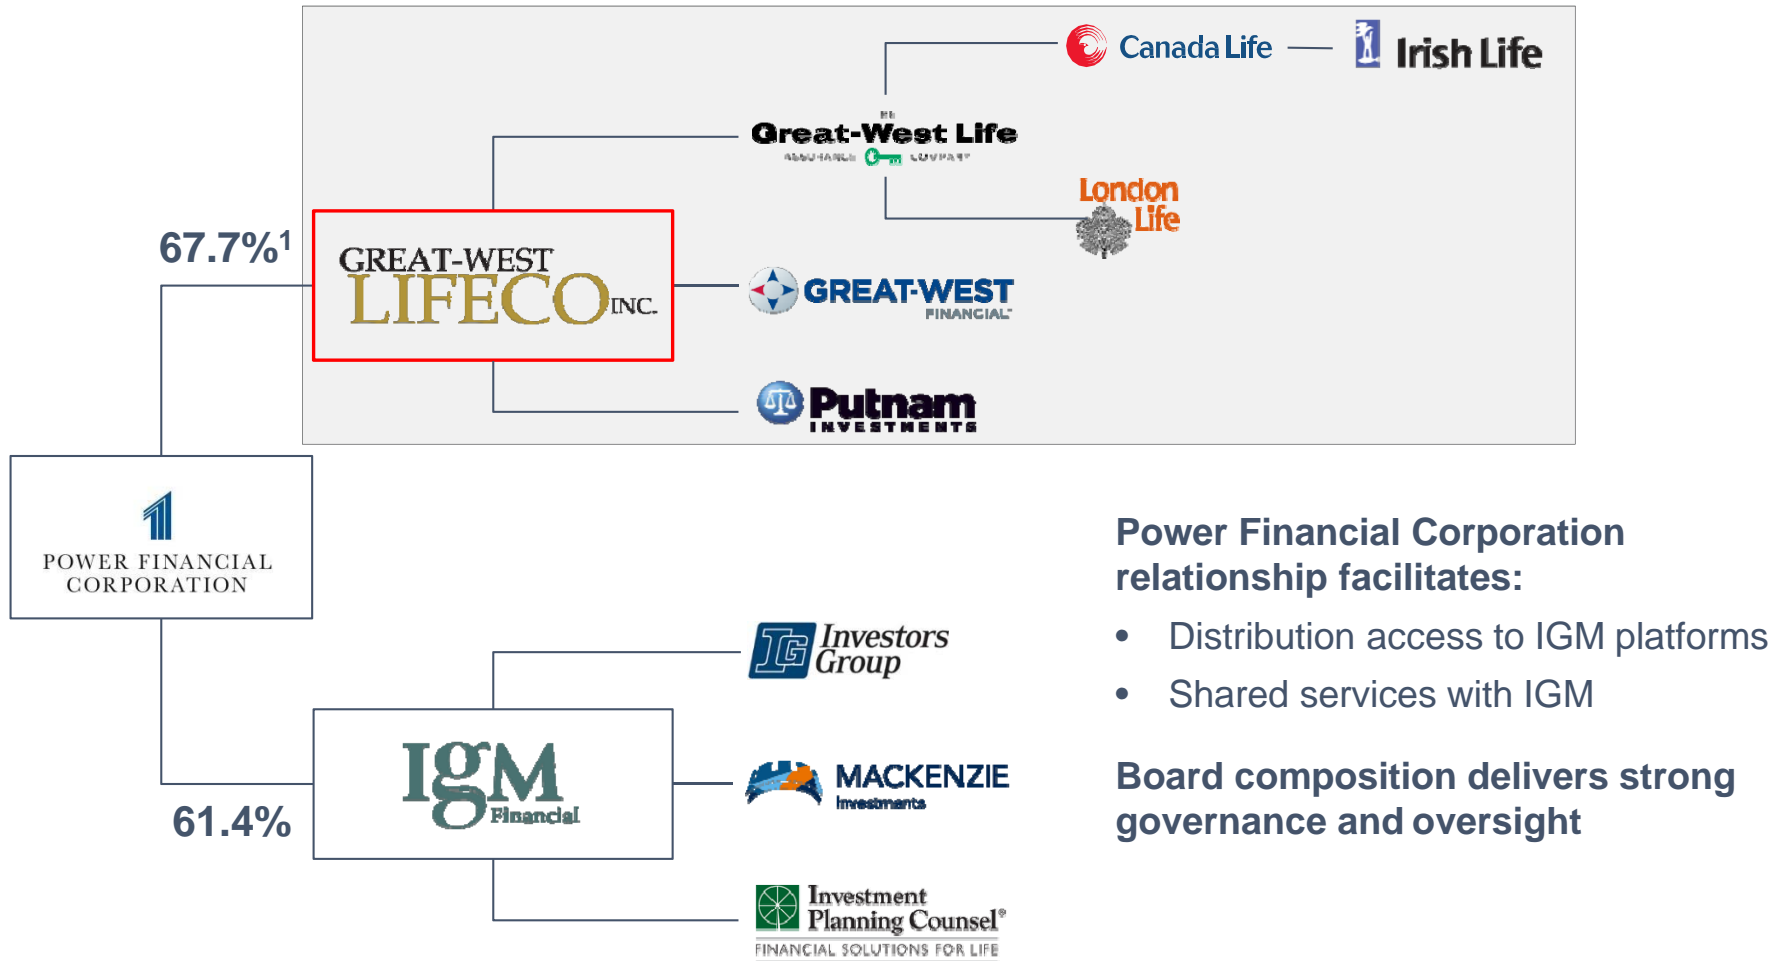 Canada Life
Irish Life
Great-West Life
ASSURANCE COMPANY
London
Life
67.7%¹
GREAT-WEST
LIFECO INC.
GREAT-WEST
FINANCIAL
Putnam
INVESTMENTS
POWER FINANCIAL
CORPORATION
Power Financial Corporation
relationship facilitates:
• Distribution access to IGM platforms
• Shared services with IGM
Board composition delivers strong
governance and oversight
IG Investors
Group
61.4%
IGM
Financial
MACKENZIE
Investments
Investment
Planning Counsel®
FINANCIAL SOLUTIONS FOR LIFE